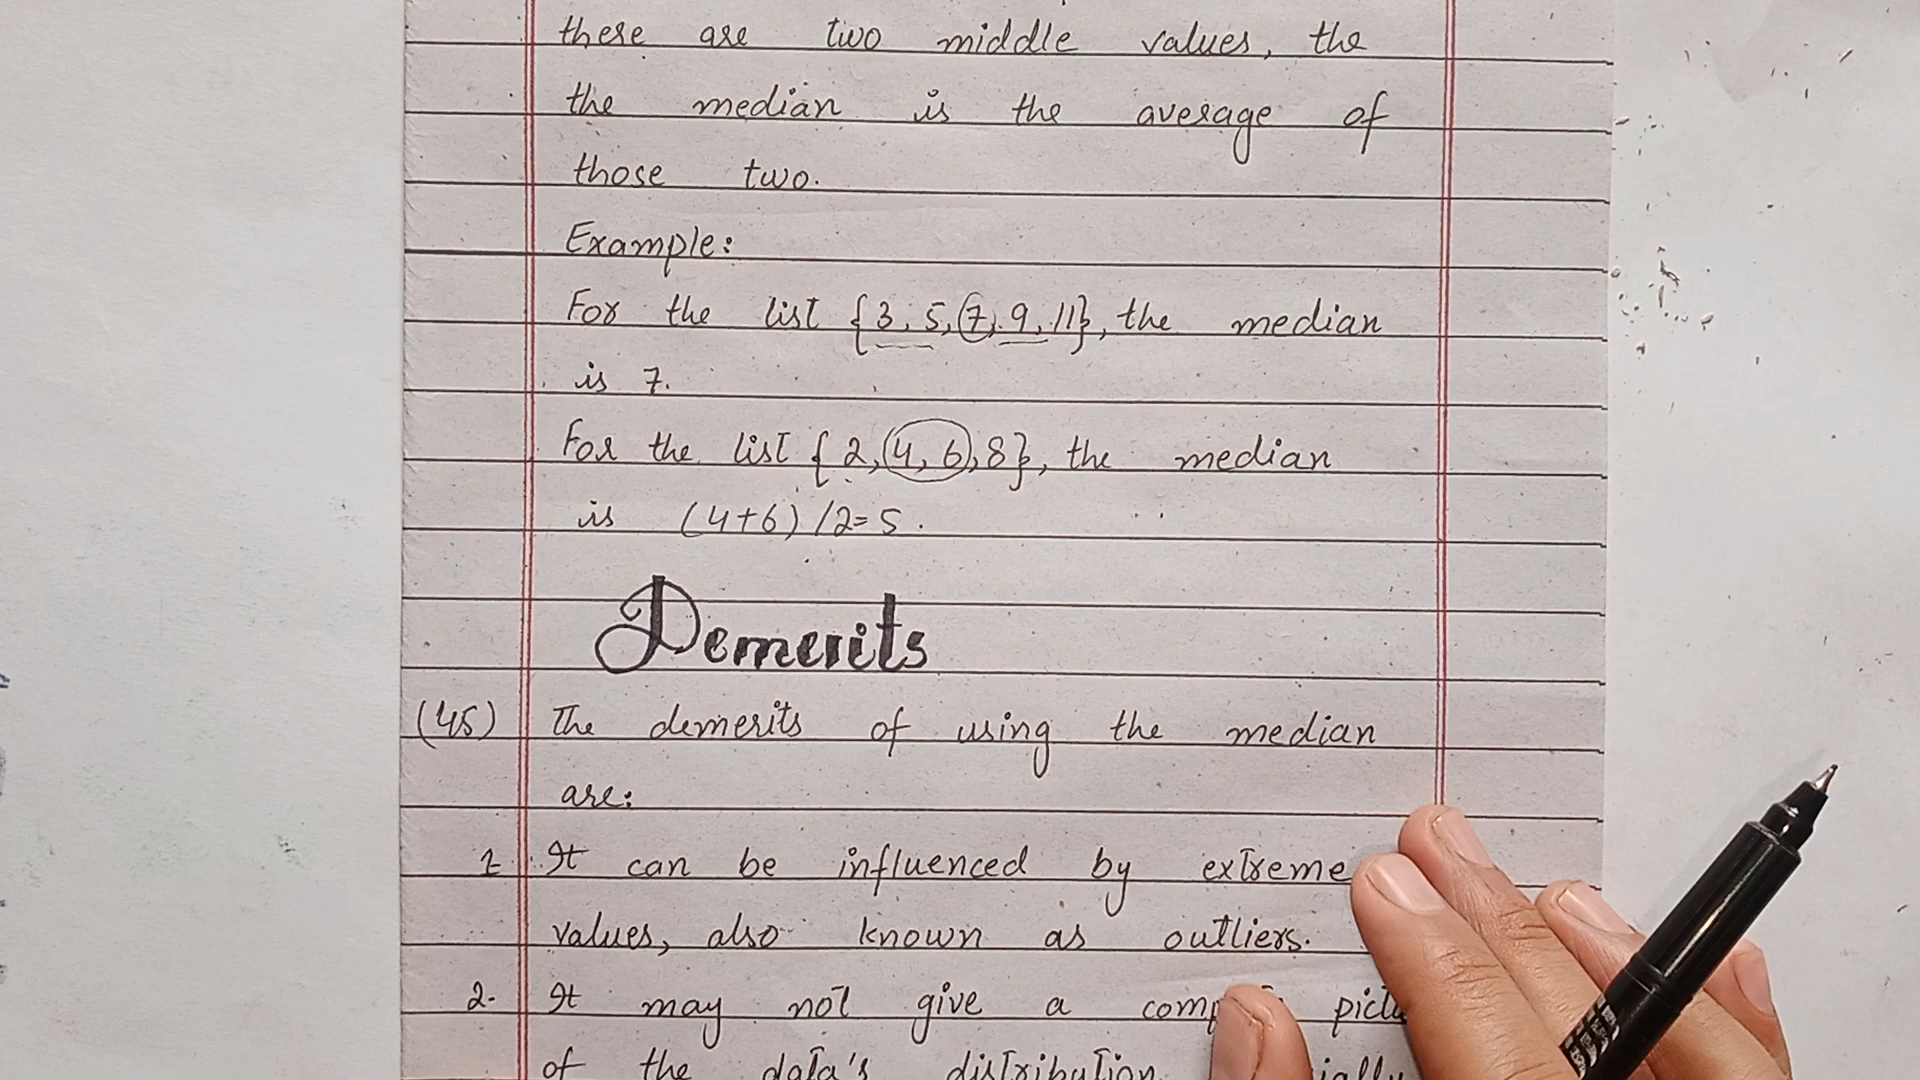 there are two middle values, the
the median is the average of
those two.
Example:
For the list {3, 5, 7, 9, 11}, the median
is 7.
For the list {2, 4, 6, 8}, the median
is (4+6)/2=5.
Demerits
(45) The demerits of using the median
are:
1 It can be influenced by extreme
values, also known as outliers.
2. It may not give a
of the data's distribution